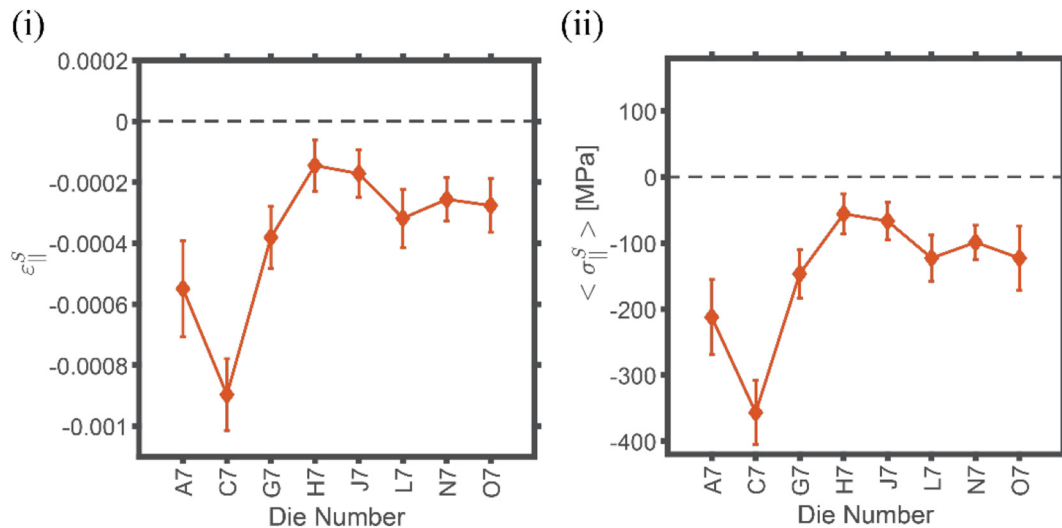 (i)
0.0002
0
-0.0002
-0.0004
-0.0006
-0.0008
-0.001
ε‖^S
A7 C7 G7 H7 J7 L7 N7 O7
Die Number
(ii)
100
0
-100
-200
-300
-400
< σ‖^S > [MPa]
A7 C7 G7 H7 J7 L7 N7 O7
Die Number